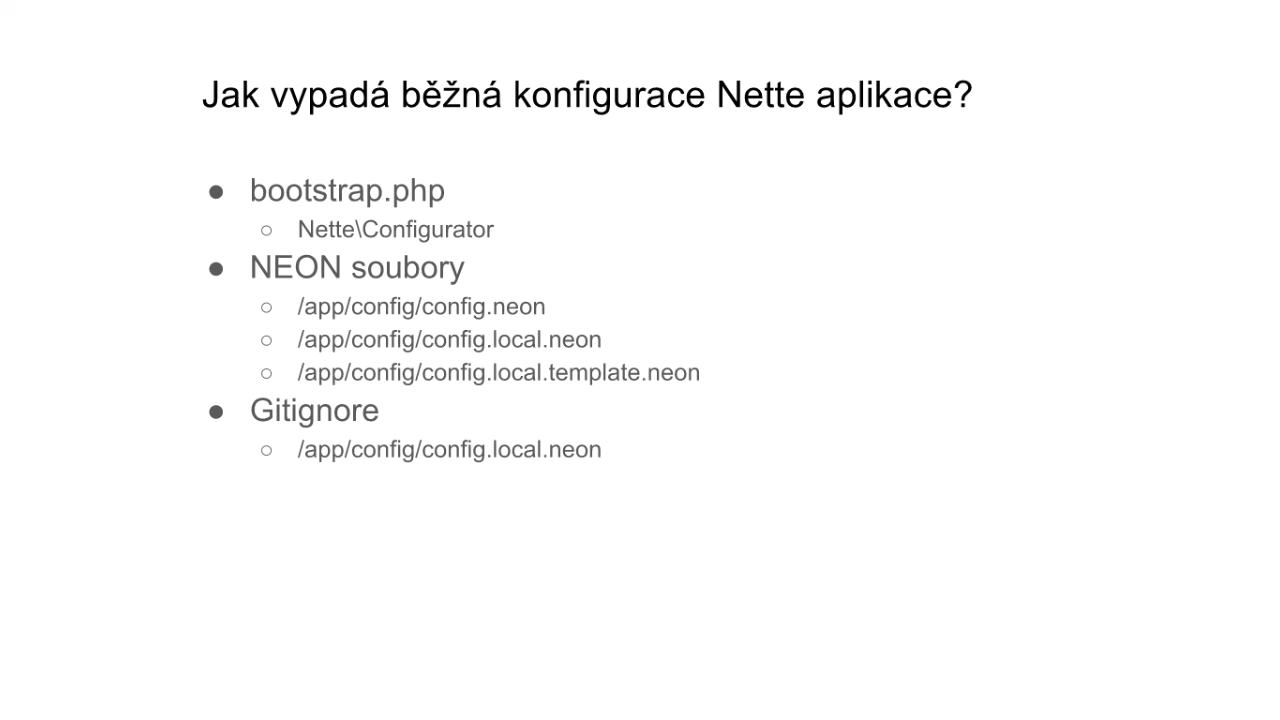 Jak vypadá běžná konfigurace Nette aplikace?
● bootstrap.php
○ Nette\Configurator
● NEON soubory
○ /app/config/config.neon
○ /app/config/config.local.neon
○ /app/config/config.local.template.neon
● Gitignore
○ /app/config/config.local.neon